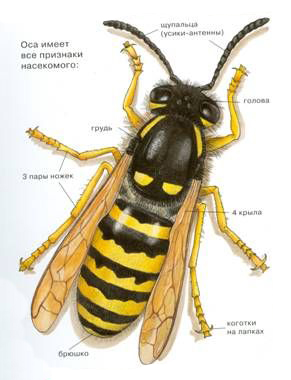 щупальца
(усики-антенны)
Оса имеет
все признаки
насекомого:
голова
грудь
3 пары ножек
4 крыла
коготки
на лапках
брюшко